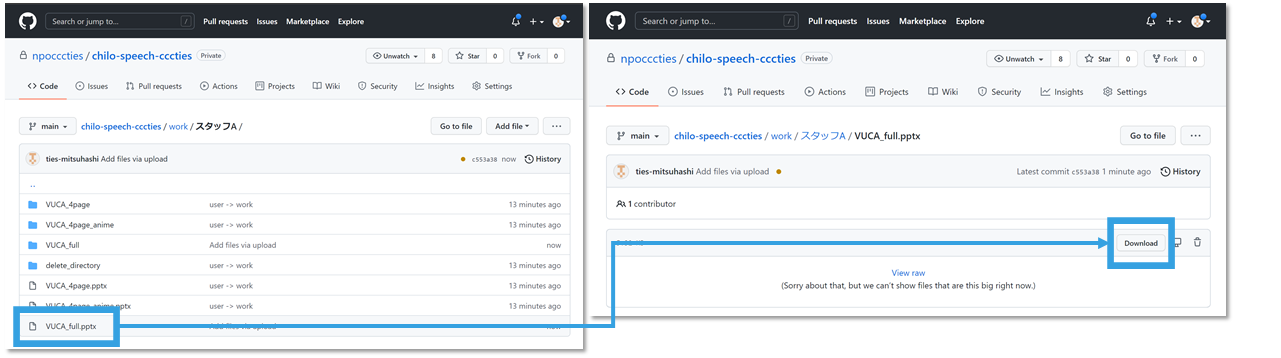 Search or jump to... / Pull requests Issues Marketplace Explore
npocccties / chilo-speech-cccties Private
Unwatch 8 Star 0 Fork 0
Code Issues Pull requests Actions Projects Wiki Security Insights Settings
main chilo-speech-cccties / work / スタッフA / Go to file Add file ...
ties-mitsuhashi Add files via upload c553a38 now History
..
VUCA_4page user -> work 13 minutes ago
VUCA_4page_anime user -> work 13 minutes ago
VUCA_full Add files via upload now
delete_directory user -> work 13 minutes ago
VUCA_4page.pptx user -> work 13 minutes ago
VUCA_4page_anime.pptx user -> work 13 minutes ago
VUCA_full.pptx Add files via upload now
Search or jump to... / Pull requests Issues Marketplace Explore
npocccties / chilo-speech-cccties Private
Unwatch 8 Star 0 Fork 0
Code Issues Pull requests Actions Projects Wiki Security Insights Settings
main chilo-speech-cccties / work / スタッフA / VUCA_full.pptx Go to file ...
ties-mitsuhashi Add files via upload Latest commit c553a38 1 minute ago History
1 contributor
Download
View raw
(Sorry about that, but we can't show files that are this big right now.)